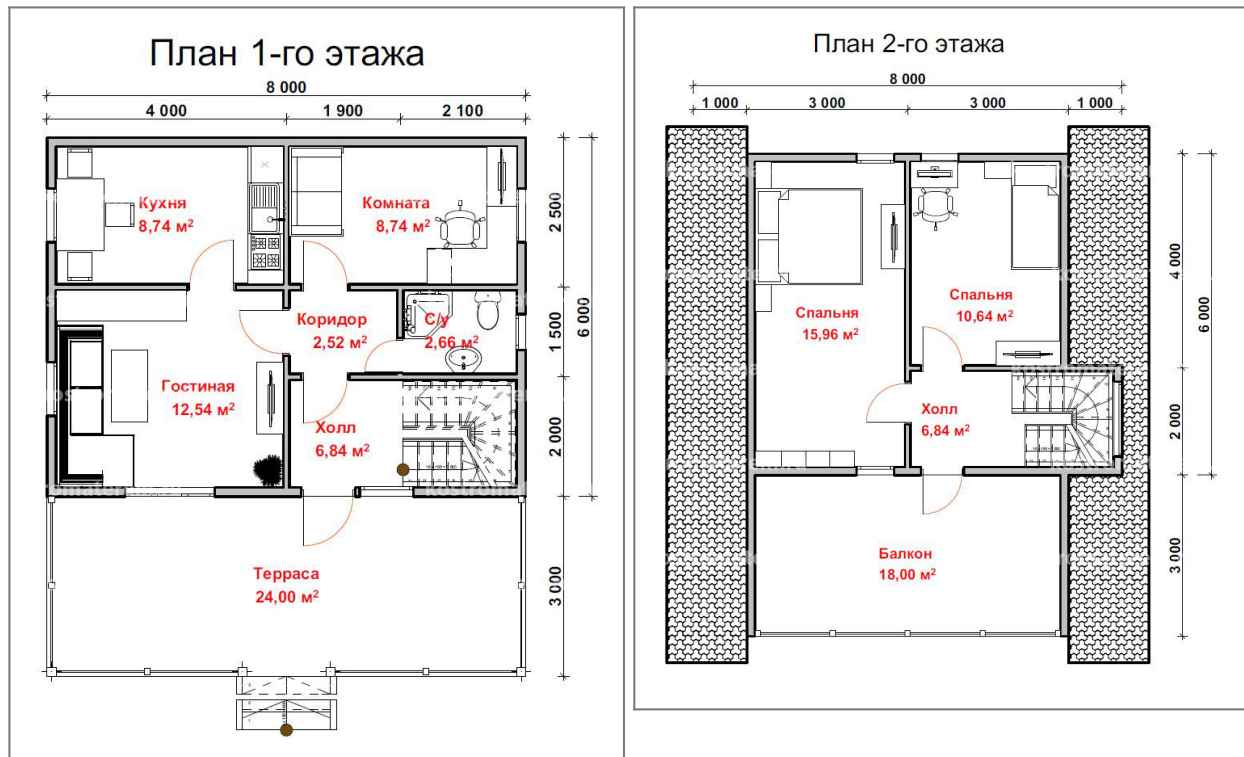 План 1-го этажа
8 000
4 000
1 900
2 100
Кухня
8,74 м²
Комната
8,74 м²
2 500
Коридор
2,52 м²
С/у
2,66 м²
1 500
6 000
Гостиная
12,54 м²
Холл
6,84 м²
2 000
Терраса
24,00 м²
3 000
План 2-го этажа
8 000
1 000
3 000
3 000
1 000
Спальня
15,96 м²
Спальня
10,64 м²
4 000
6 000
Холл
6,84 м²
2 000
Балкон
18,00 м²
3 000